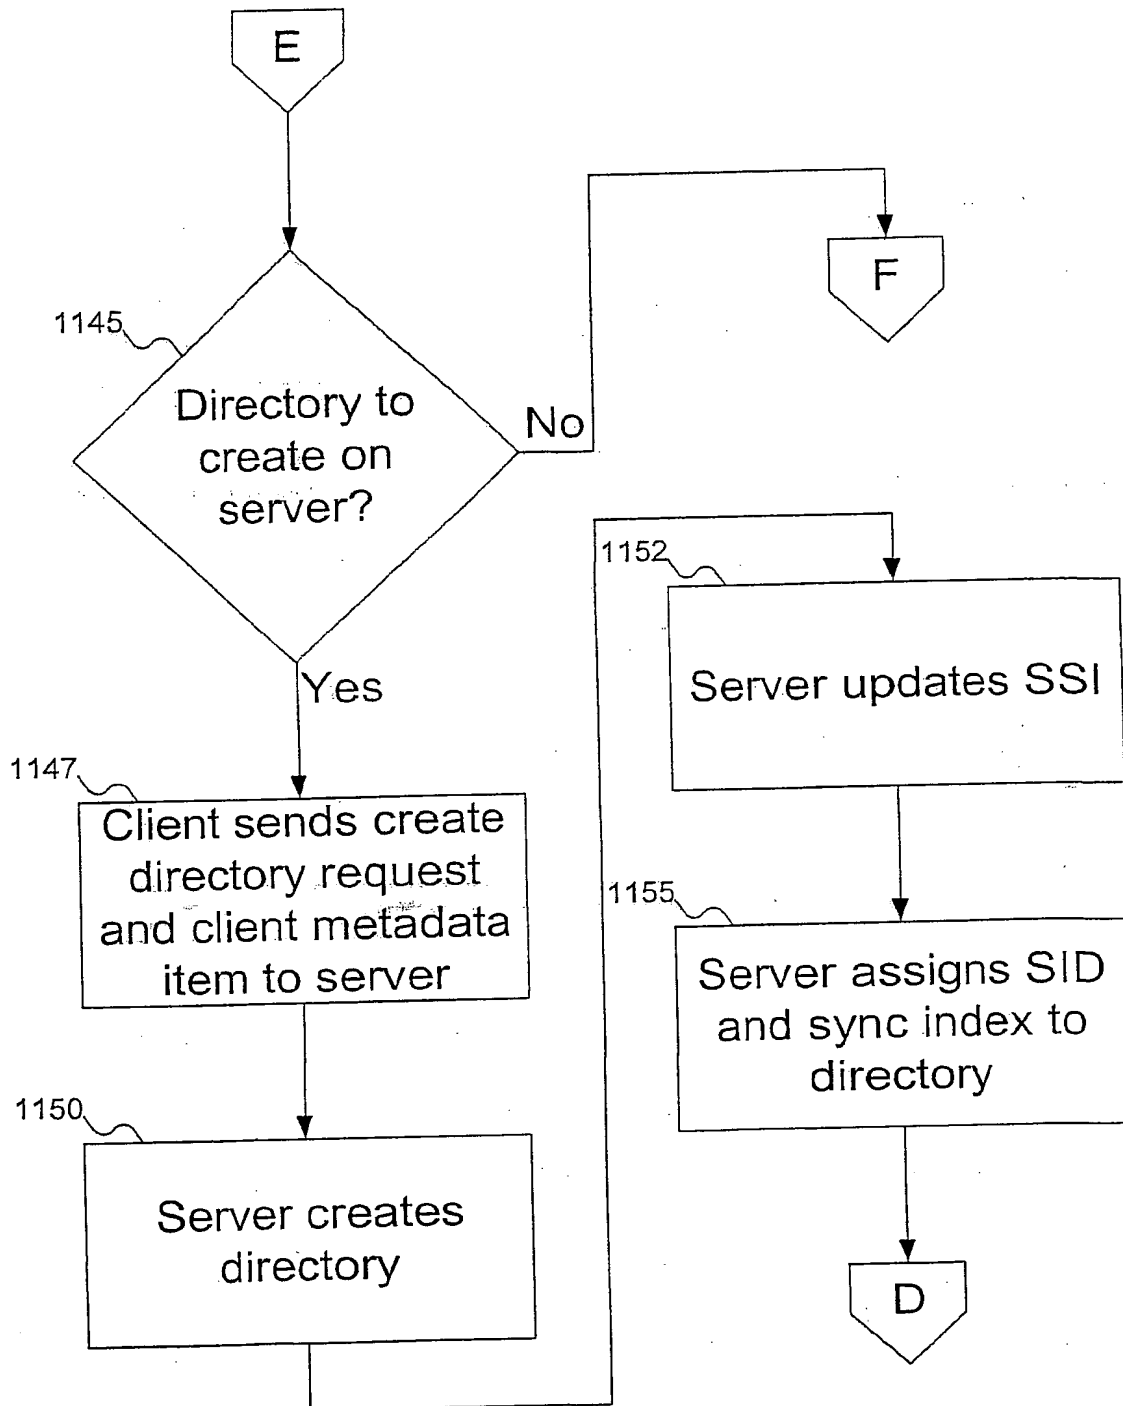 E
1145
Directory to
create on
server?
No
F
Yes
1147
Client sends create
directory request
and client metadata
item to server
1150
Server creates
directory
1152
Server updates SSI
1155
Server assigns SID
and sync index to
directory
D